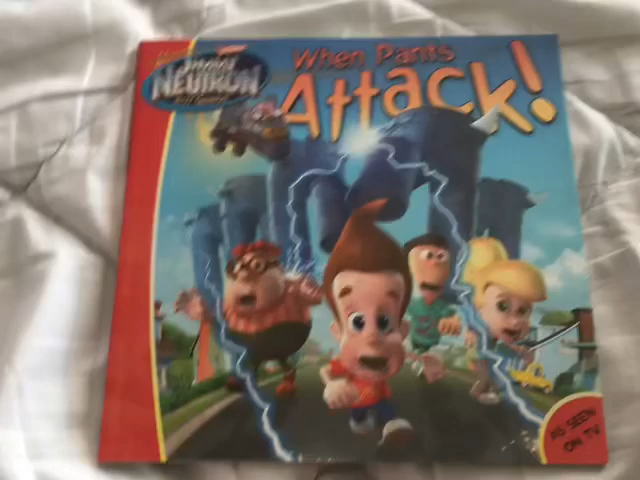 JIMMY
NEUTRON
When Pants
Attack!
AS SEEN
ON TV